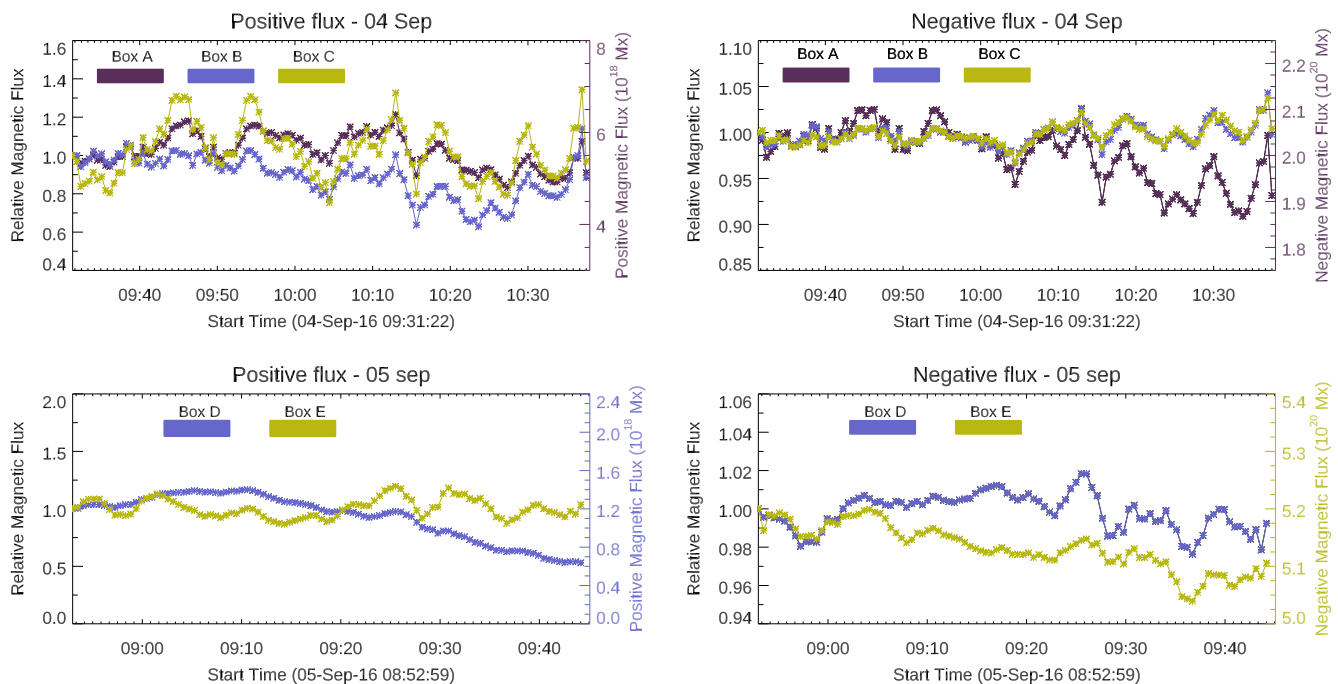 Positive flux - 04 Sep
Relative Magnetic Flux
1.6
1.4
1.2
1.0
0.8
0.6
0.4
Box A Box B Box C
8
6
4
Positive Magnetic Flux (10^18 Mx)
09:40 09:50 10:00 10:10 10:20 10:30
Start Time (04-Sep-16 09:31:22)
Negative flux - 04 Sep
Relative Magnetic Flux
1.10
1.05
1.00
0.95
0.90
0.85
Box A Box B Box C
2.2
2.1
2.0
1.9
1.8
Negative Magnetic Flux (10^20 Mx)
09:40 09:50 10:00 10:10 10:20 10:30
Start Time (04-Sep-16 09:31:22)
Positive flux - 05 sep
Relative Magnetic Flux
2.0
1.5
1.0
0.5
0.0
Box D Box E
2.4
2.0
1.6
1.2
0.8
0.4
0.0
Positive Magnetic Flux (10^18 Mx)
09:00 09:10 09:20 09:30 09:40
Start Time (05-Sep-16 08:52:59)
Negative flux - 05 sep
Relative Magnetic Flux
1.06
1.04
1.02
1.00
0.98
0.96
0.94
Box D Box E
5.4
5.3
5.2
5.1
5.0
Negative Magnetic Flux (10^20 Mx)
09:00 09:10 09:20 09:30 09:40
Start Time (05-Sep-16 08:52:59)